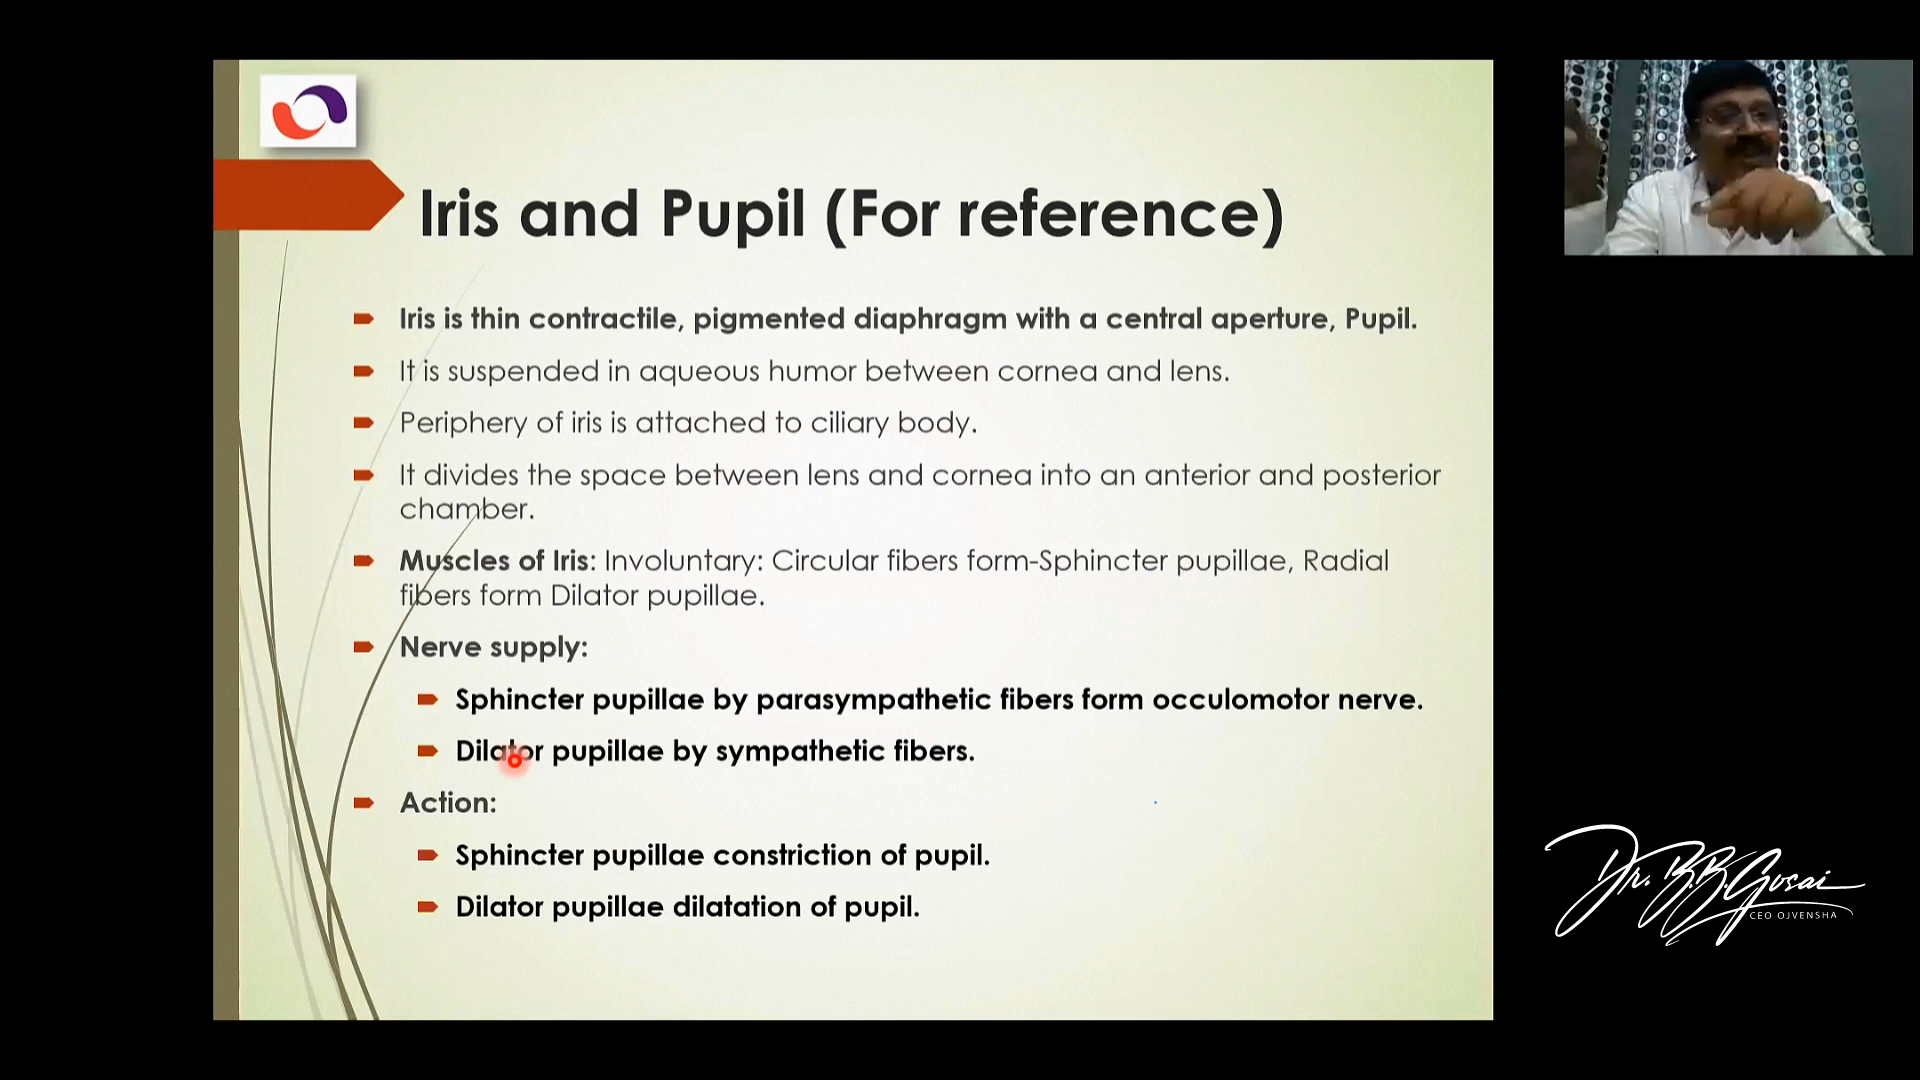 Iris and Pupil (For reference)
Iris is thin contractile, pigmented diaphragm with a central aperture, Pupil.
It is suspended in aqueous humor between cornea and lens.
Periphery of iris is attached to ciliary body.
It divides the space between lens and cornea into an anterior and posterior
chamber.
Muscles of Iris: Involuntary: Circular fibers form-Sphincter pupillae, Radial
fibers form Dilator pupillae.
Nerve supply:
Sphincter pupillae by parasympathetic fibers form occulomotor nerve.
Dilator pupillae by sympathetic fibers.
Action:
Sphincter pupillae constriction of pupil.
Dilator pupillae dilatation of pupil.
Dr. B.B.Gosai
CEO OJVENSHA